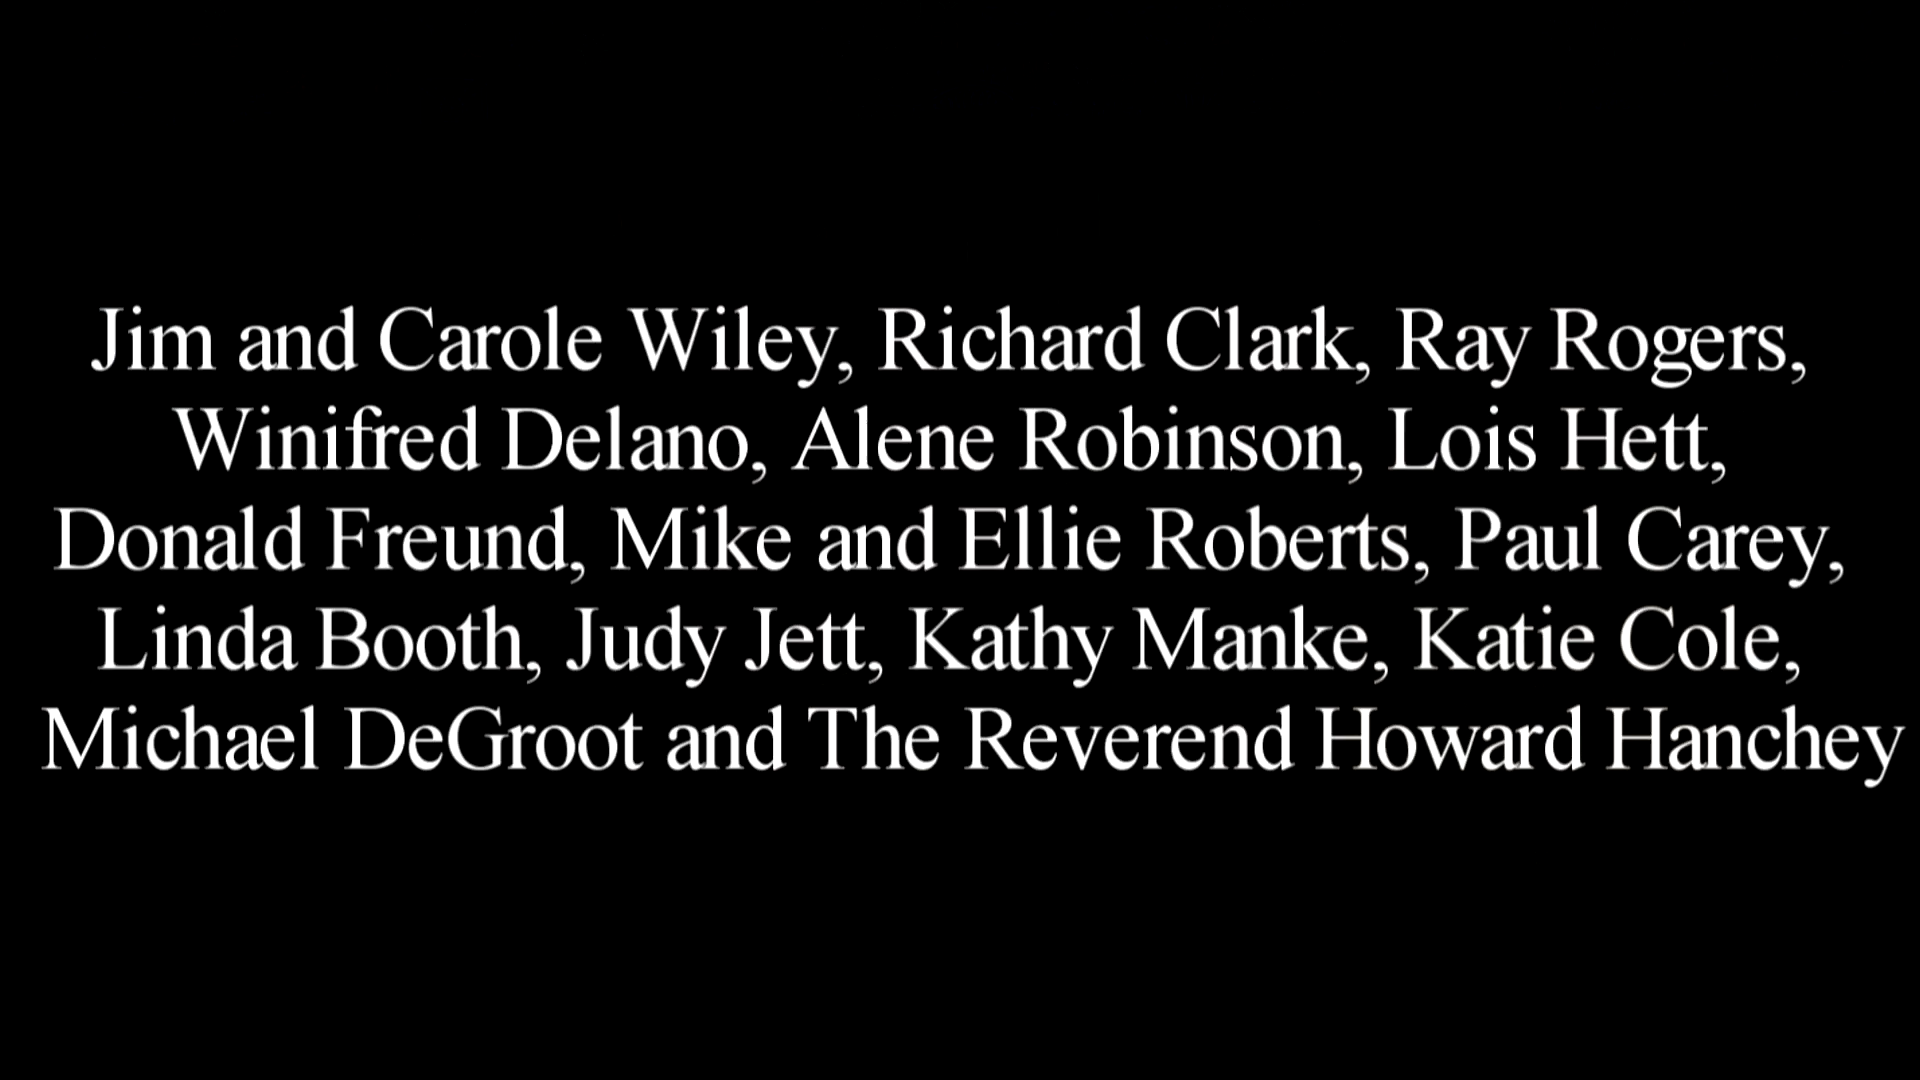 Jim and Carole Wiley, Richard Clark, Ray Rogers,
Winifred Delano, Alene Robinson, Lois Hett,
Donald Freund, Mike and Ellie Roberts, Paul Carey,
Linda Booth, Judy Jett, Kathy Manke, Katie Cole,
Michael DeGroot and The Reverend Howard Hanchey